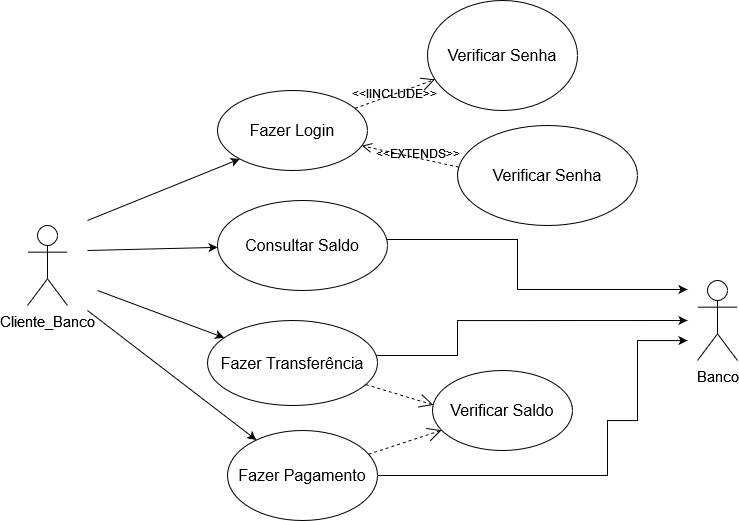 Verificar Senha
<<IINCLUDE>>
Fazer Login
<<EXTENDS>>
Verificar Senha
Consultar Saldo
Cliente_Banco
Fazer Transferência
Banco
Verificar Saldo
Fazer Pagamento